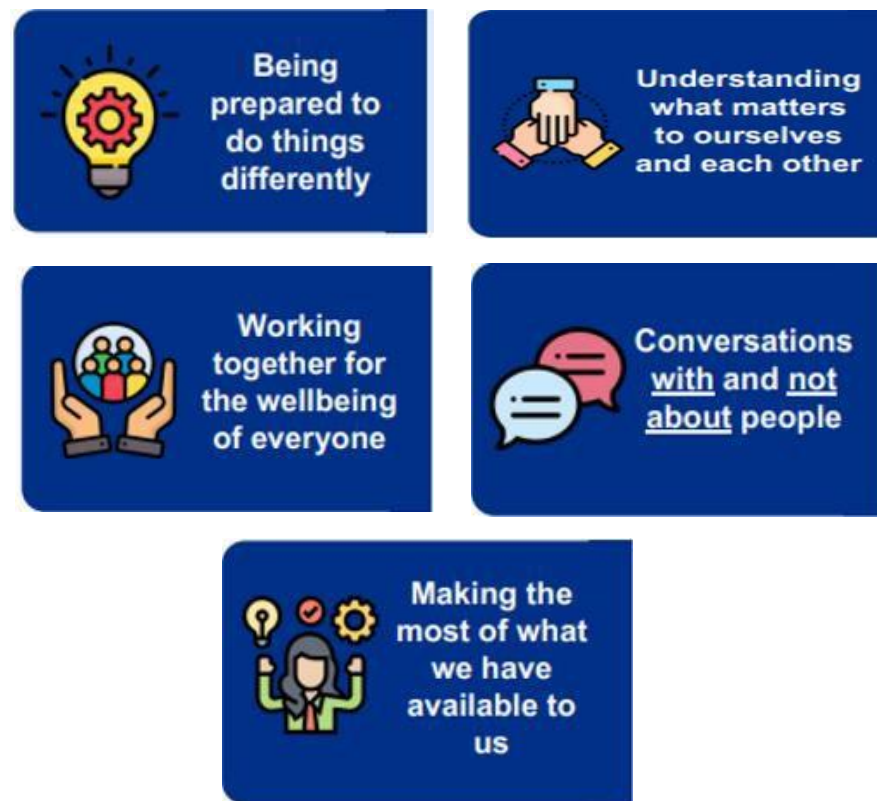 Being
prepared to
do things
differently
Understanding
what matters
to ourselves
and each other
Working
together for
the wellbeing
of everyone
Conversations
with and not
about people
Making the
most of what
we have
available to
us